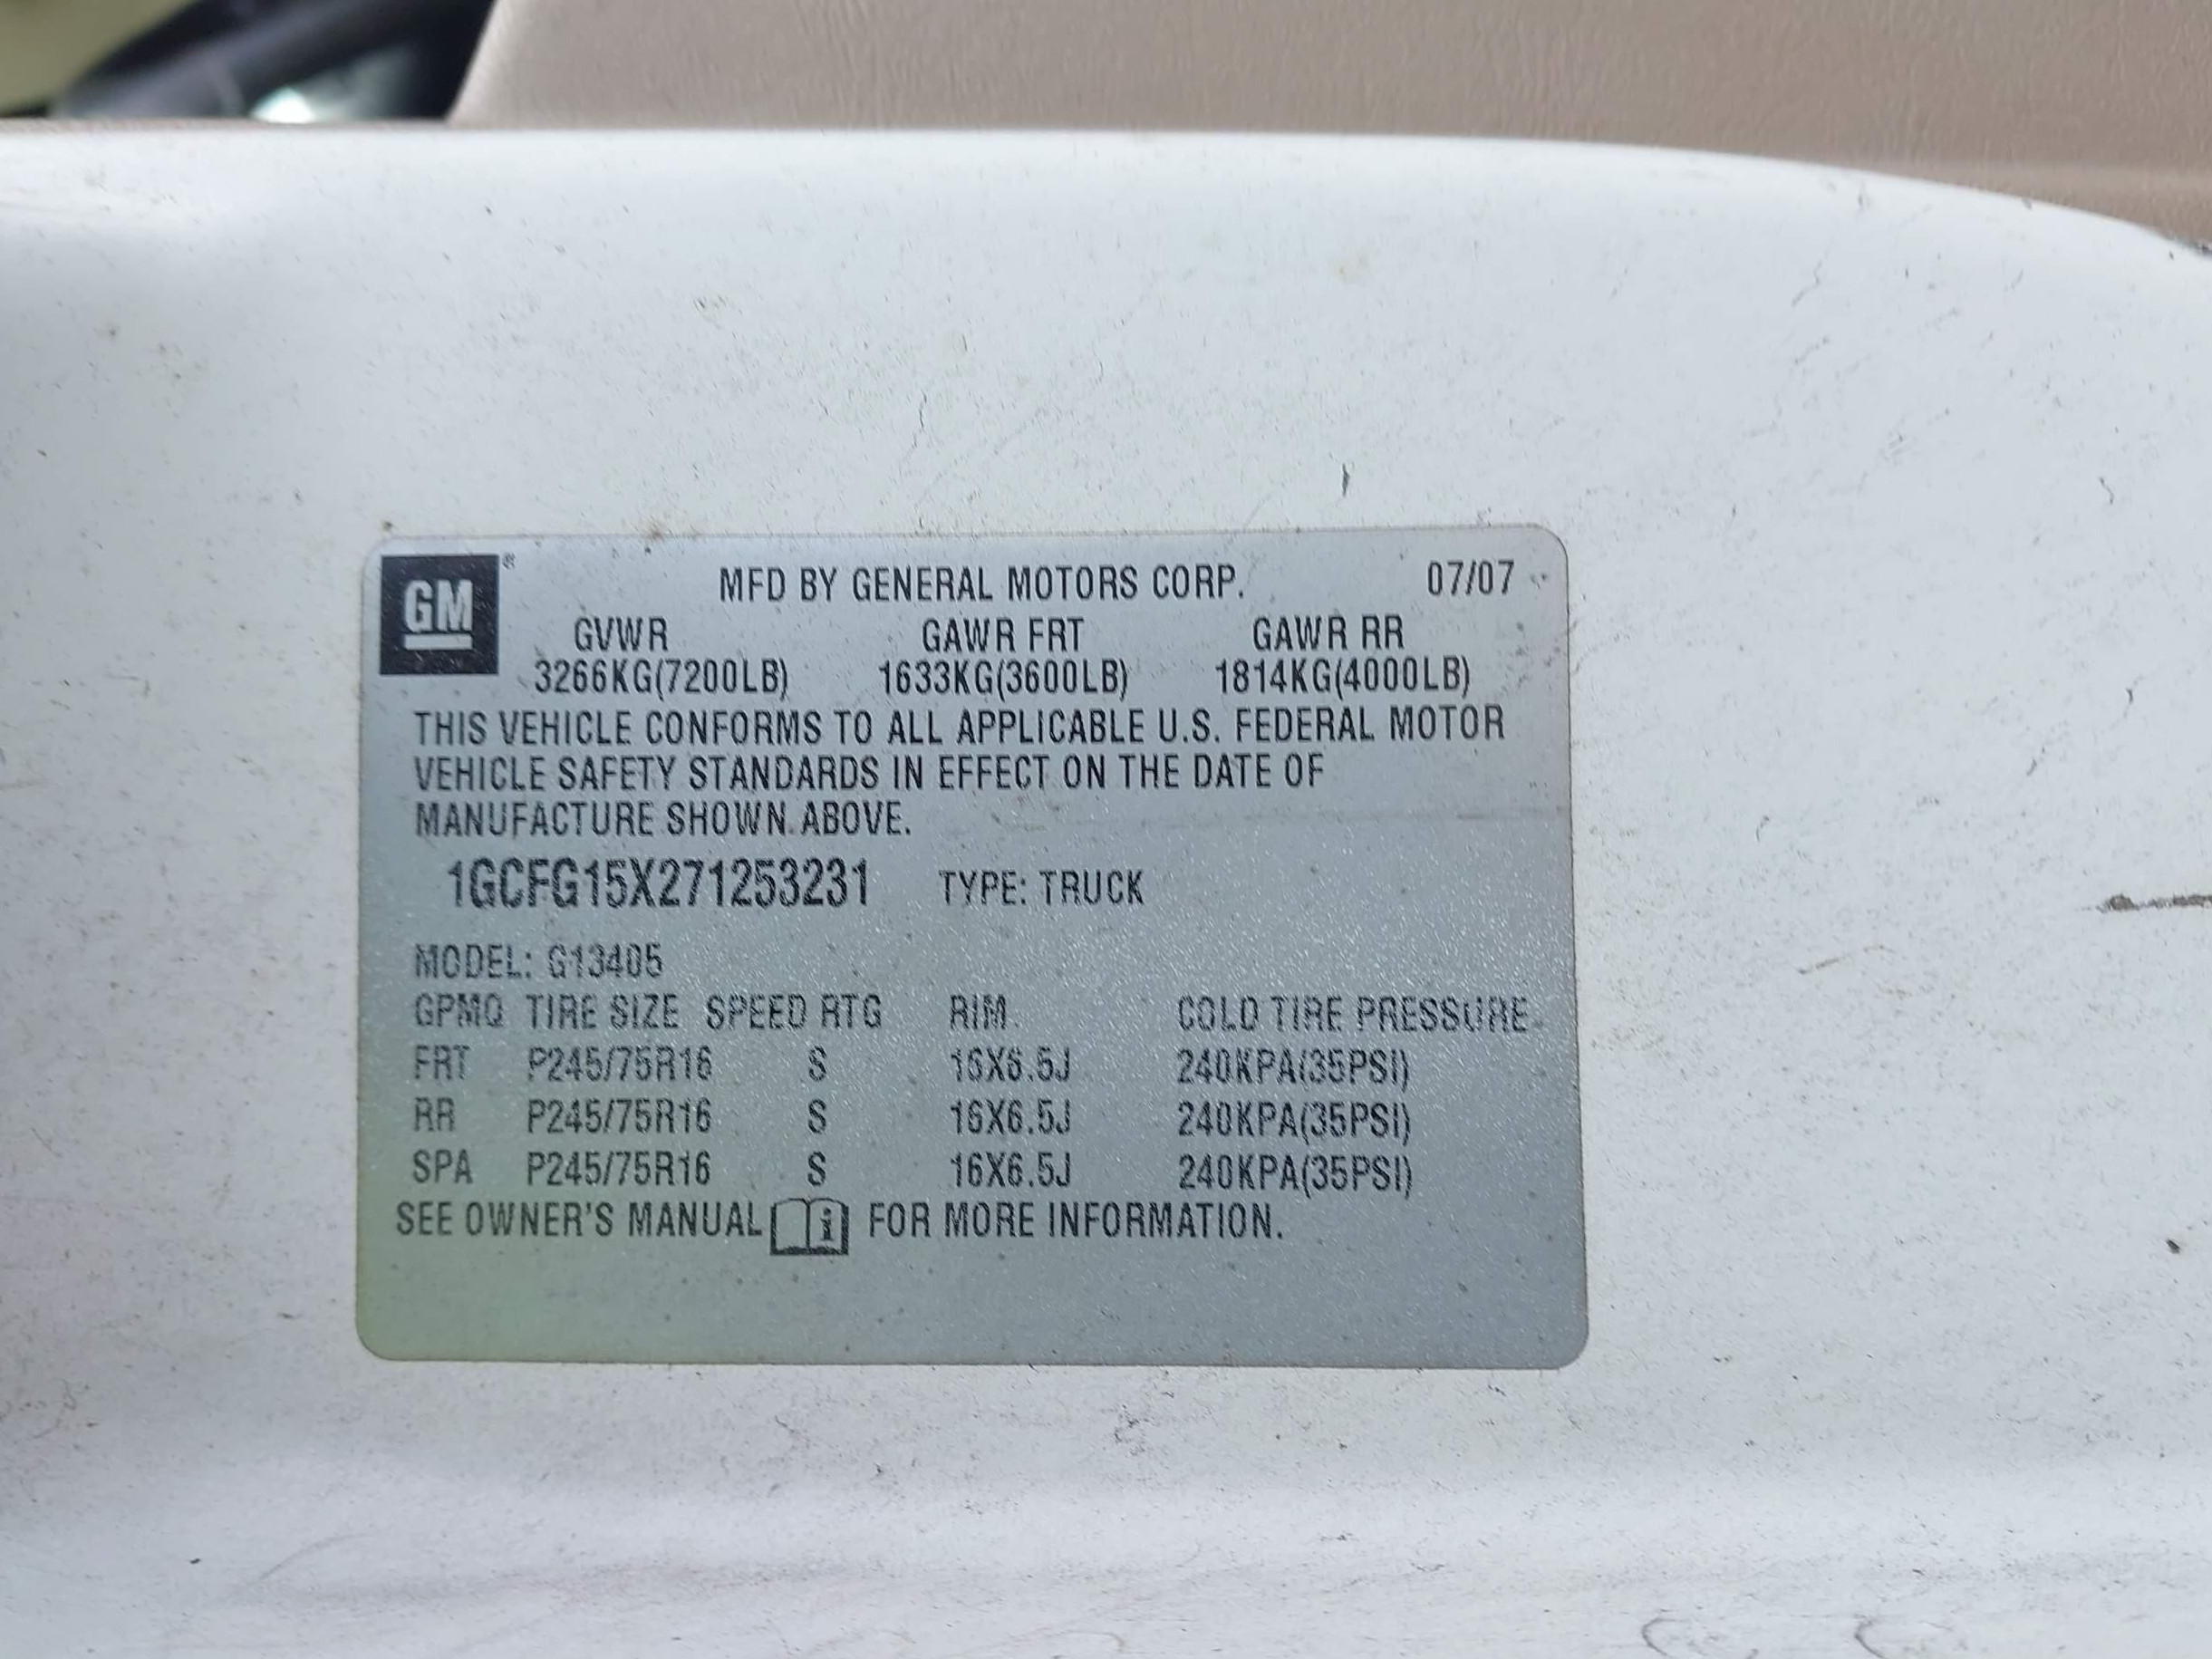 GM® MFD BY GENERAL MOTORS CORP. 07/07
GVWR GAWR FRT GAWR RR
3266KG(7200LB) 1633KG(3600LB) 1814KG(4000LB)
THIS VEHICLE CONFORMS TO ALL APPLICABLE U.S. FEDERAL MOTOR
VEHICLE SAFETY STANDARDS IN EFFECT ON THE DATE OF
MANUFACTURE SHOWN ABOVE.
1GCFG15X271253231 TYPE: TRUCK
MODEL: G13405
GPMQ TIRE SIZE SPEED RTG RIM COLD TIRE PRESSURE
FRT P245/75R16 S 16X6.5J 240KPA(35PSI)
RR P245/75R16 S 16X6.5J 240KPA(35PSI)
SPA P245/75R16 S 16X6.5J 240KPA(35PSI)
SEE OWNER'S MANUAL i FOR MORE INFORMATION.